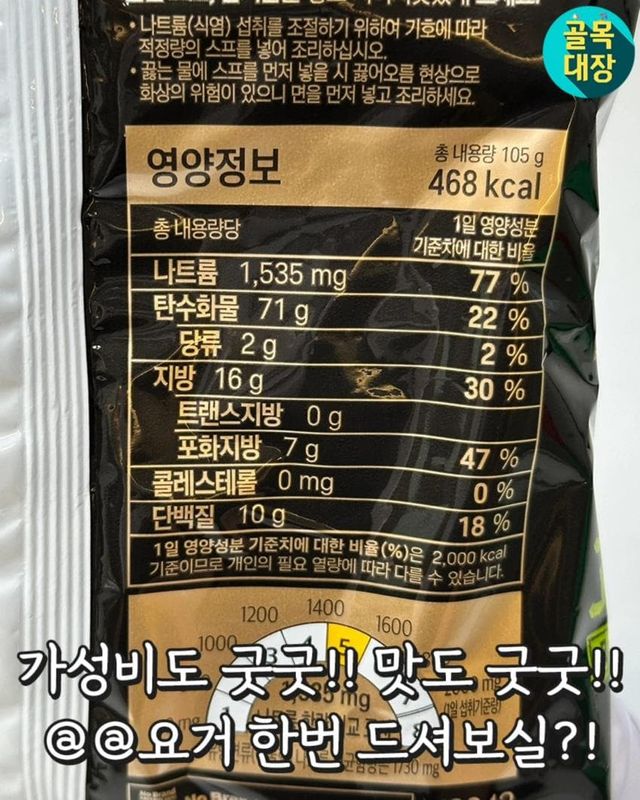 골목
대장
• 나트륨(식염) 섭취를 조절하기 위하여 기호에 따라
적정량의 스프를 넣어 조리하십시오.
• 끓는 물에 스프를 먼저 넣을 시 끓어오름 현상으로
화상의 위험이 있으니 면을 먼저 넣고 조리하세요.
영양정보
총 내용량 105 g
468 kcal
총 내용량당
1일 영양성분
기준치에 대한 비율
나트륨 1,535 mg 77 %
탄수화물 71 g 22 %
당류 2 g 2 %
지방 16 g 30 %
트랜스지방 0 g
포화지방 7 g 47 %
콜레스테롤 0 mg 0 %
단백질 10 g 18 %
1일 영양성분 기준치에 대한 비율(%)은 2,000 kcal
기준이므로 개인의 필요 열량에 따라 다를 수 있습니다.
1000 1200 1400 1600
3 4 5
가성비도 굿굿!! 맛도 굿굿!!
@@요거 한번 드셔보실?!
No Brand